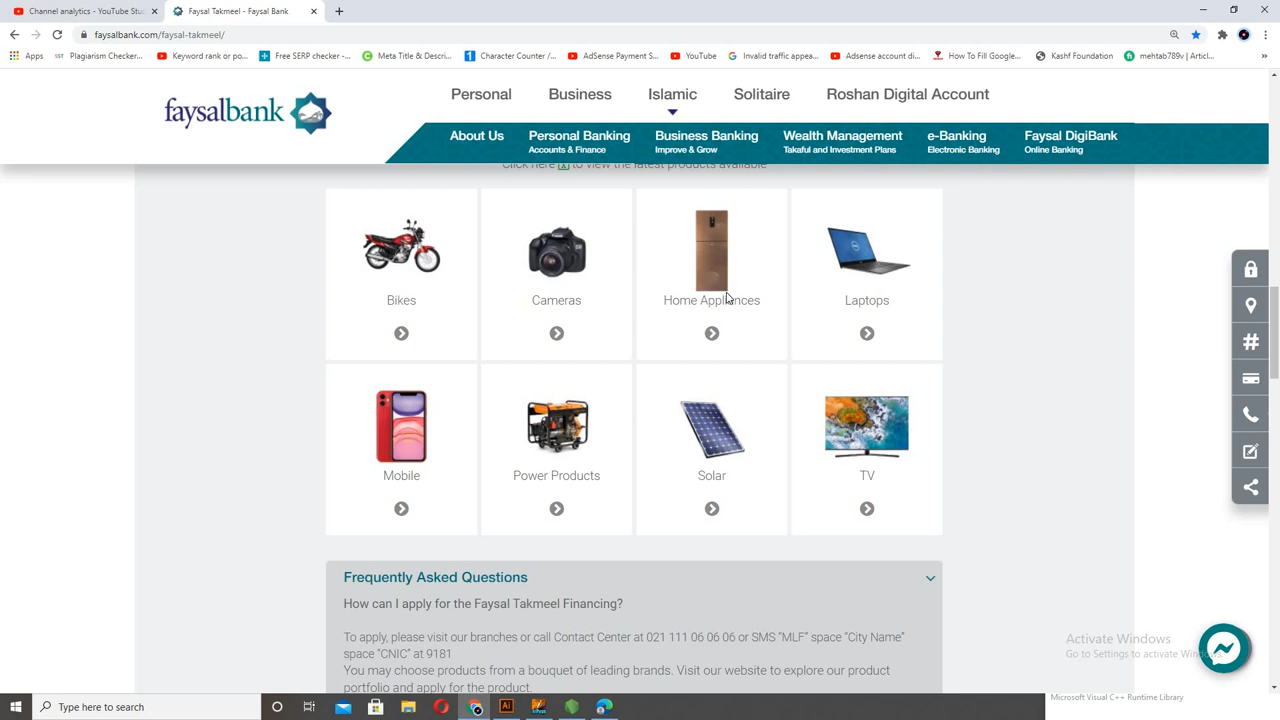 Channel analytics - YouTube Stu
Faysal Takmeel - Faysal Bank
faysalbank.com/faysal-takmeel/
Apps
Plagiarism Checker...
Keyword rank or po...
Free SERP checker -...
Meta Title & Descri...
Character Counter /...
AdSense Payment S...
YouTube
Invalid traffic appea...
Adsense account di...
How To Fill Google...
Kashf Foundation
mehtab789v | Articl...
faysalbank
Personal
Business
Islamic
Solitaire
Roshan Digital Account
About Us
Personal Banking
Accounts & Finance
Business Banking
Improve & Grow
Wealth Management
Takaful and Investment Plans
e-Banking
Electronic Banking
Faysal DigiBank
Online Banking
Click here [x] to view the latest products available
Bikes
Cameras
Home Appliances
Laptops
Mobile
Power Products
Solar
TV
Frequently Asked Questions
How can I apply for the Faysal Takmeel Financing?
To apply, please visit our branches or call Contact Center at 021 111 06 06 06 or SMS "MLF" space "City Name"
space "CNIC" at 9181
You may choose products from a bouquet of leading brands. Visit our website to explore our product
portfolio and apply for the product.
Activate Windows
Go to Settings to activate Windows.
Type here to search
Microsoft Visual C++ Runtime Library